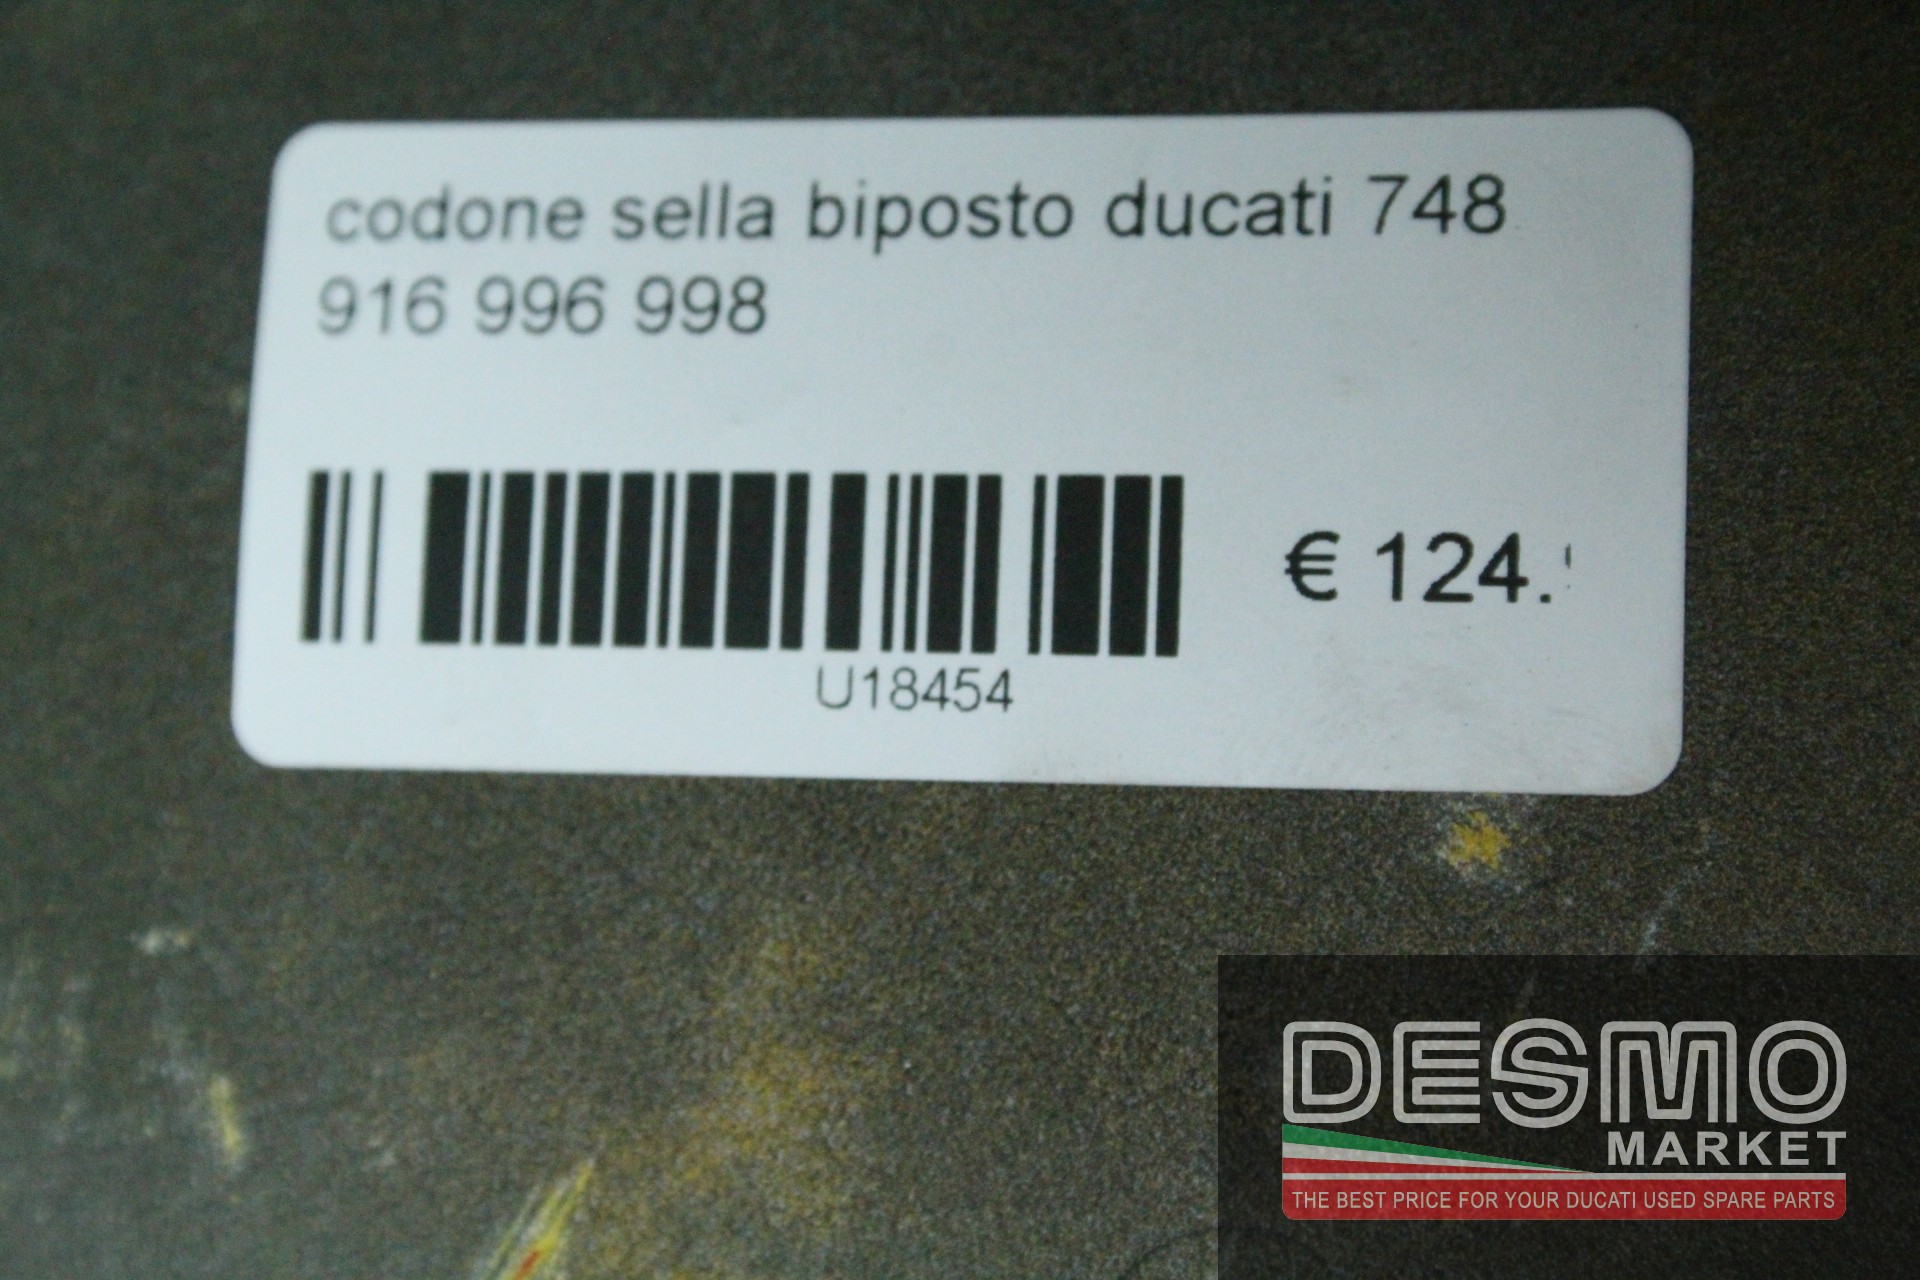 codone sella biposto ducati 748
916 996 998
€ 124.
U18454
DESMO
MARKET
THE BEST PRICE FOR YOUR DUCATI USED SPARE PARTS